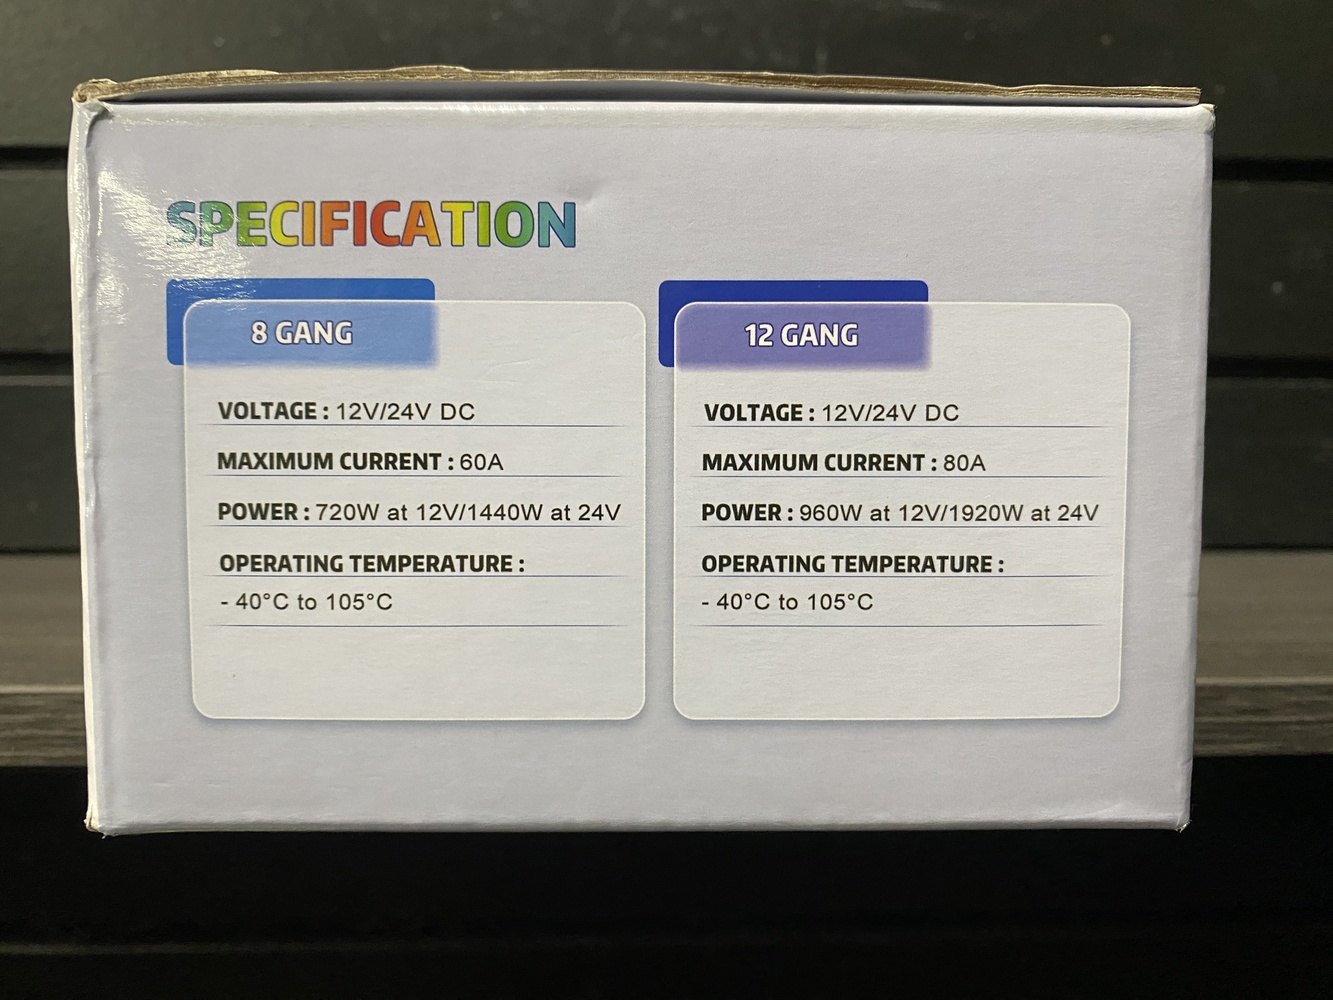 SPECIFICATION
8 GANG
VOLTAGE : 12V/24V DC
MAXIMUM CURRENT : 60A
POWER : 720W at 12V/1440W at 24V
OPERATING TEMPERATURE :
- 40°C to 105°C
12 GANG
VOLTAGE : 12V/24V DC
MAXIMUM CURRENT : 80A
POWER : 960W at 12V/1920W at 24V
OPERATING TEMPERATURE :
- 40°C to 105°C